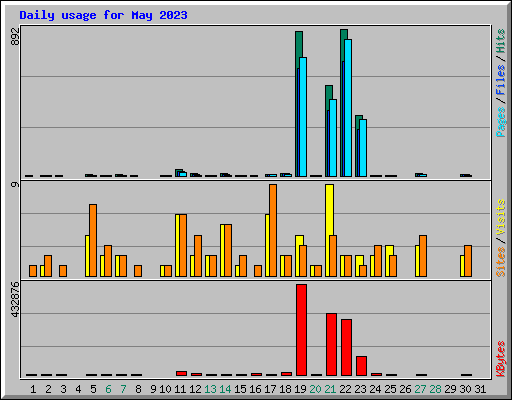 Daily usage for May 2023
892
Pages / Files / Hits
9
Sites / Visits
432876
KBytes
1 2 3 4 5 6 7 8 9 10 11 12 13 14 15 16 17 18 19 20 21 22 23 24 25 26 27 28 29 30 31